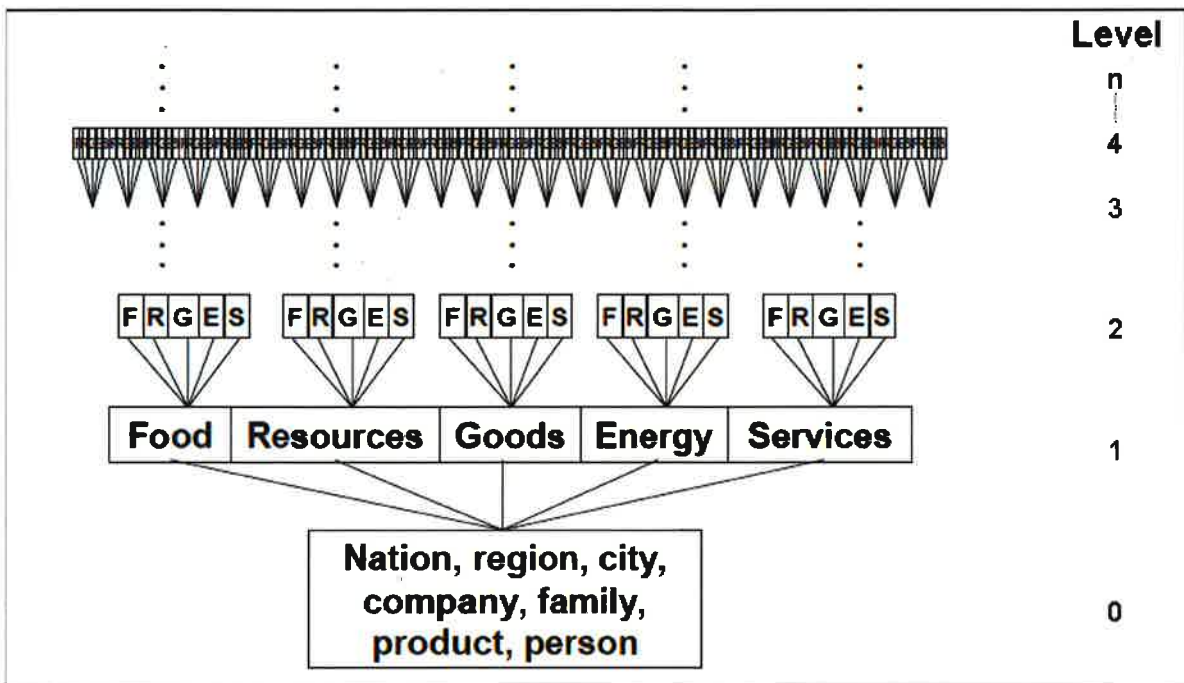 Level
n
4
3
F R G E S F R G E S F R G E S F R G E S F R G E S
2
Food Resources Goods Energy Services
1
Nation, region, city,
company, family,
product, person
0